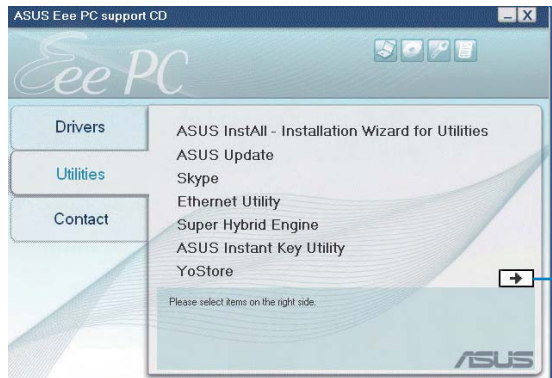 ASUS Eee PC support CD
Eee PC
Drivers
Utilities
Contact
ASUS InstAll - Installation Wizard for Utilities
ASUS Update
Skype
Ethernet Utility
Super Hybrid Engine
ASUS Instant Key Utility
YoStore
Please select items on the right side.
ASUS